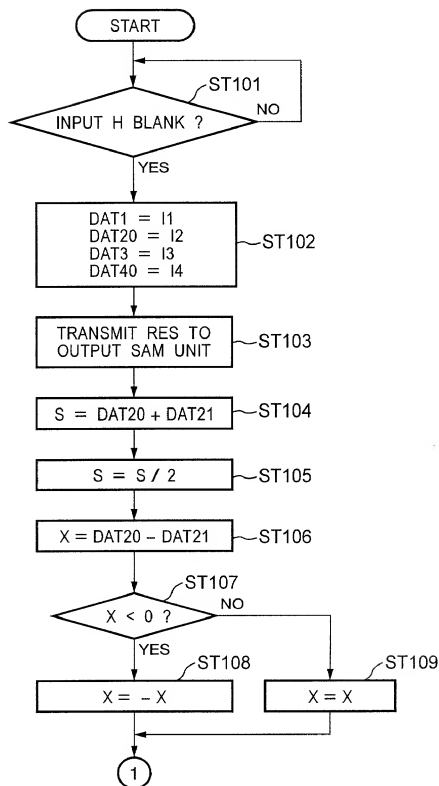 START
ST101
INPUT H BLANK ?
NO
YES
DAT1 = I1
DAT20 = I2
DAT3 = I3
DAT40 = I4
ST102
TRANSMIT RES TO
OUTPUT SAM UNIT
ST103
S = DAT20 + DAT21
ST104
S = S / 2
ST105
X = DAT20 - DAT21
ST106
ST107
X < 0 ?
NO
YES
ST108
X = - X
ST109
X = X
1